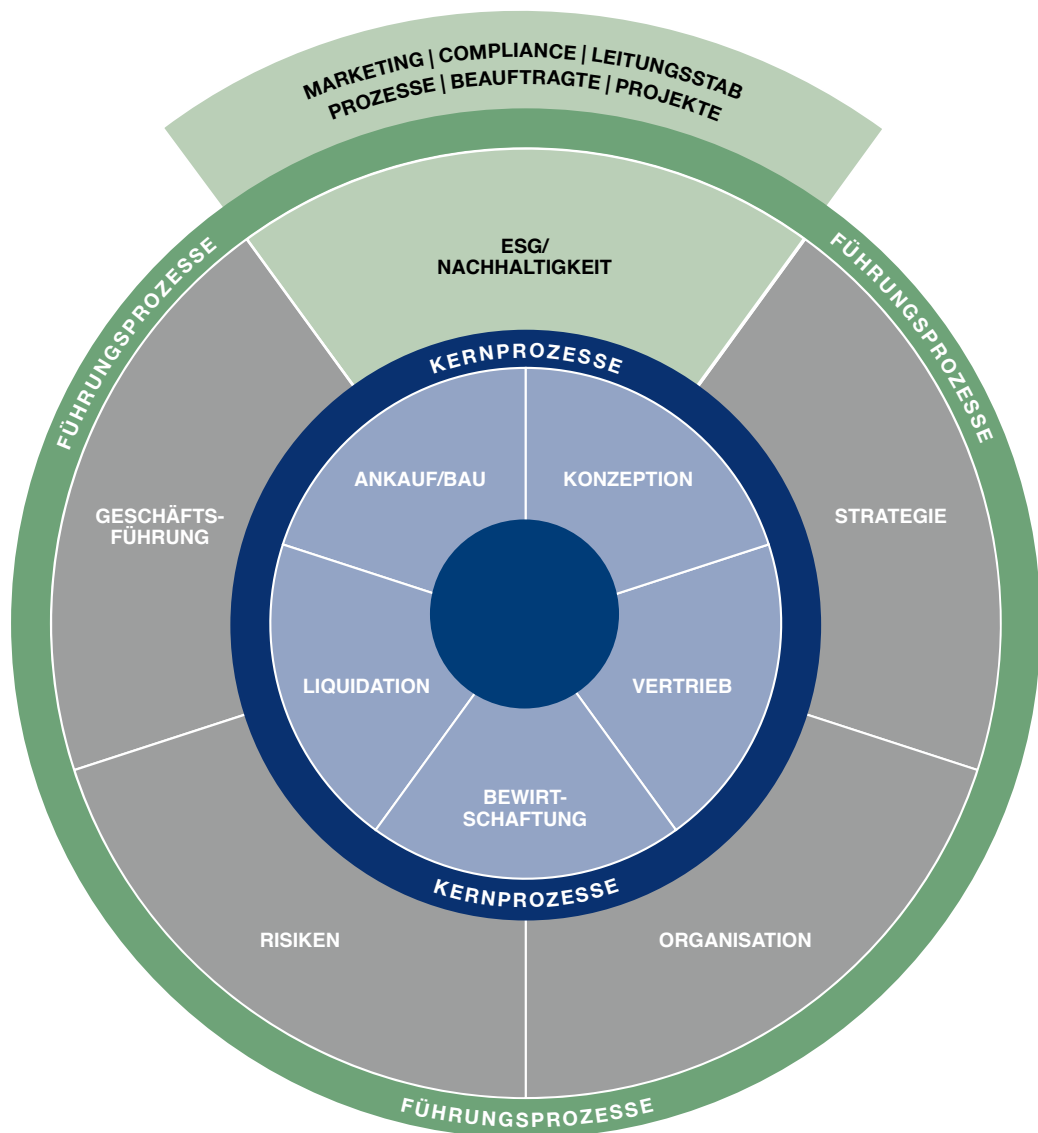 MARKETING | COMPLIANCE | LEITUNGSSTAB
PROZESSE | BEAUFTRAGTE | PROJEKTE
FÜHRUNGSPROZESSE
FÜHRUNGSPROZESSE
ESG/
NACHHALTIGKEIT
KERNPROZESSE
ANKAUF/BAU
KONZEPTION
GESCHÄFTS-
FÜHRUNG
STRATEGIE
LIQUIDATION
VERTRIEB
BEWIRT-
SCHAFTUNG
KERNPROZESSE
RISIKEN
ORGANISATION
FÜHRUNGSPROZESSE